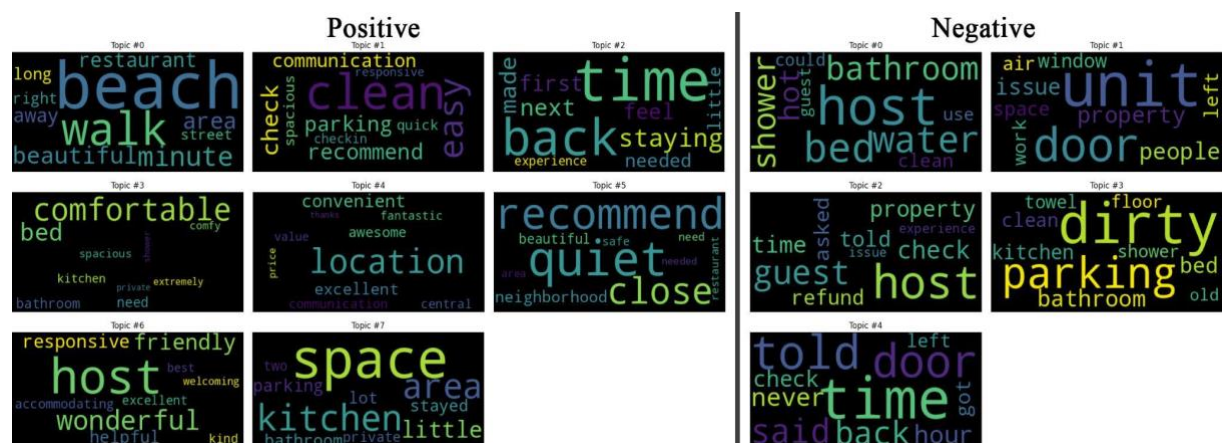 Positive
Negative
Topic #0
restaurant
long
beach
right
away
walk
area
street
beautiful
minute
Topic #1
communication
responsive
check
spacious
clean
easy
parking
quick
checkin
recommend
Topic #2
made
first
time
next
feel
little
back
staying
experience
needed
Topic #3
comfortable
bed
comfy
spacious
shower
kitchen
extremely
private
bathroom
need
Topic #4
convenient
thanks
fantastic
value
awesome
price
location
excellent
communication
central
Topic #5
recommend
beautiful
safe
need
quiet
area
needed
restaurant
neighborhood
close
Topic #6
responsive
friendly
host
best
welcoming
accommodating
excellent
wonderful
helpful
kind
Topic #7
two
space
parking
area
lot
kitchen
stayed
little
bathroom
private
Topic #0
could
bathroom
shower
hot
guest
host
use
bed
water
clean
Topic #1
air
window
issue
unit
left
space
property
work
door
people
Topic #2
property
asked
experience
time
told
check
issue
guest
refund
host
Topic #3
towel
floor
clean
dirty
kitchen
shower
parking
bed
bathroom
old
Topic #4
told
left
door
check
never
time
got
said
back
hour